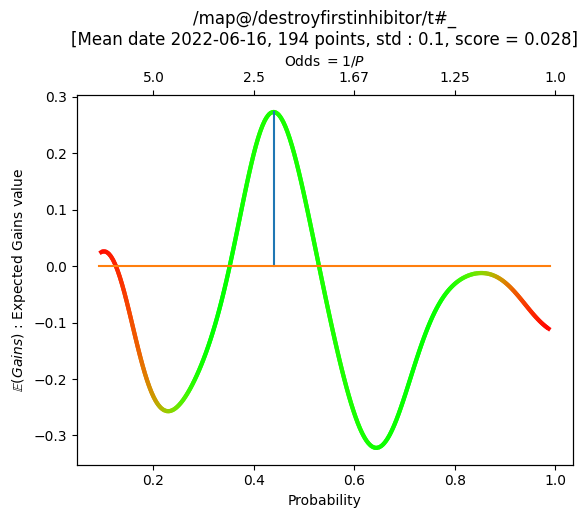 /map@/destroyfirstinhibitor/t#_
[Mean date 2022-06-16, 194 points, std : 0.1, score = 0.028]
Odds = 1/P
5.0 2.5 1.67 1.25 1.0
0.3
0.2
0.1
0.0
−0.1
−0.2
−0.3
𝔼(Gains) : Expected Gains value
0.2 0.4 0.6 0.8 1.0
Probability